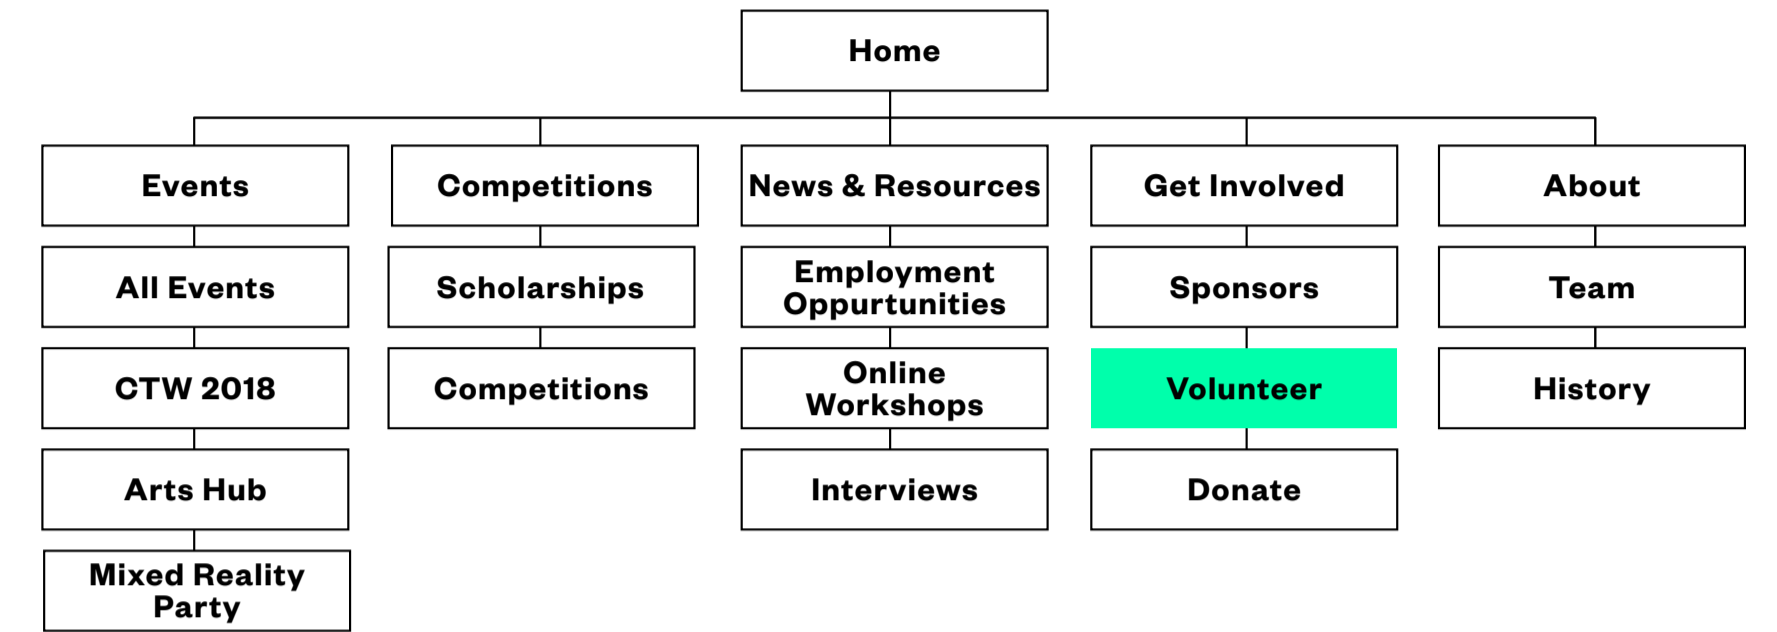 Home
Events
Competitions
News & Resources
Get Involved
About
All Events
Scholarships
Employment
Oppurtunities
Sponsors
Team
CTW 2018
Competitions
Online
Workshops
Volunteer
History
Arts Hub
Interviews
Donate
Mixed Reality
Party